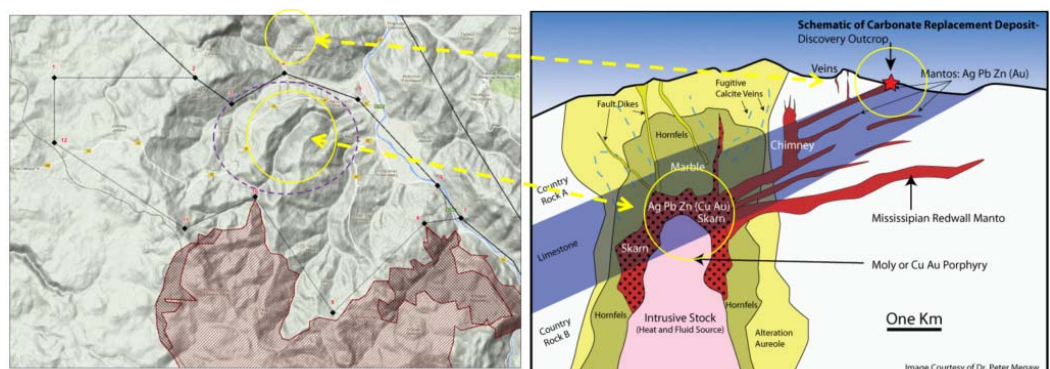 1
2
12
Schematic of Carbonate Replacement Deposit-
Discovery Outcrop
Veins
Mantos: Ag Pb Zn (Au)
Fugitive
Calcite Veins
Fault Dikes
Hornfels
Chimney
Marble
Country
Rock A
Ag Pb Zn (Cu Au)
Skarn
Mississipian Redwall Manto
Limestone
Skarn
Moly or Cu Au Porphyry
Hornfels
Hornfels
Intrusive Stock
(Heat and Fluid Source)
One Km
Country
Rock B
Alteration
Aureole
Image Courtesy of Dr. Peter Megaw